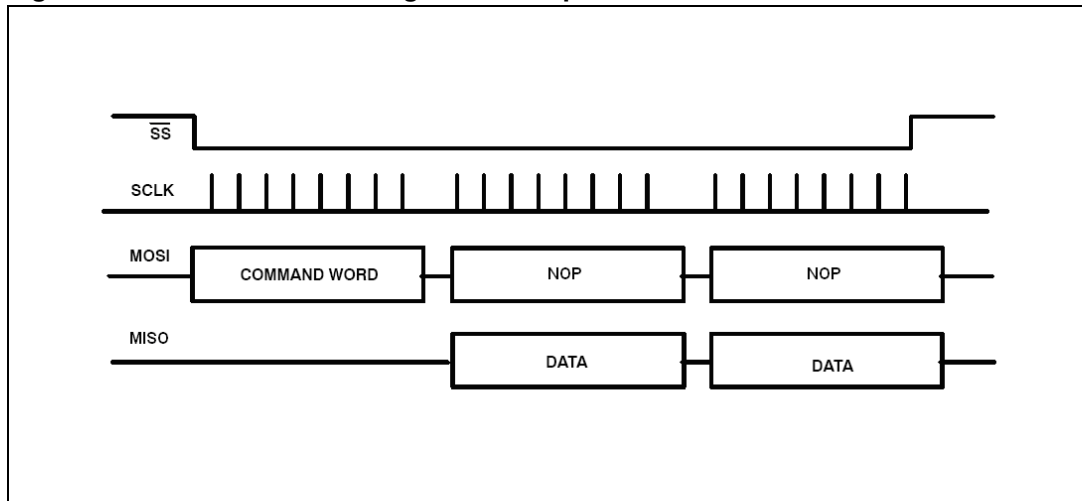 SS
SCLK
MOSI
COMMAND WORD
NOP
NOP
MISO
DATA
DATA